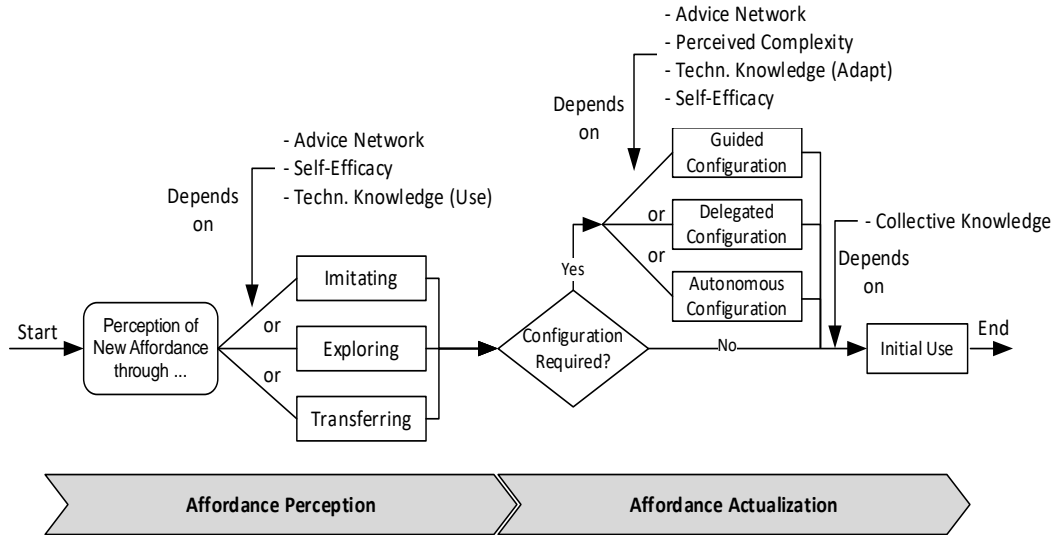 - Advice Network
- Perceived Complexity
- Techn. Knowledge (Adapt)
- Self-Efficacy
Depends
on
- Advice Network
- Self-Efficacy
- Techn. Knowledge (Use)
Depends
on
Guided
Configuration
or
Delegated
Configuration
or
Autonomous
Configuration
- Collective Knowledge
Depends
on
Start
Perception of
New Affordance
through ...
Imitating
or
Exploring
or
Transferring
Yes
Configuration
Required?
No
Initial Use
End
Affordance Perception
Affordance Actualization